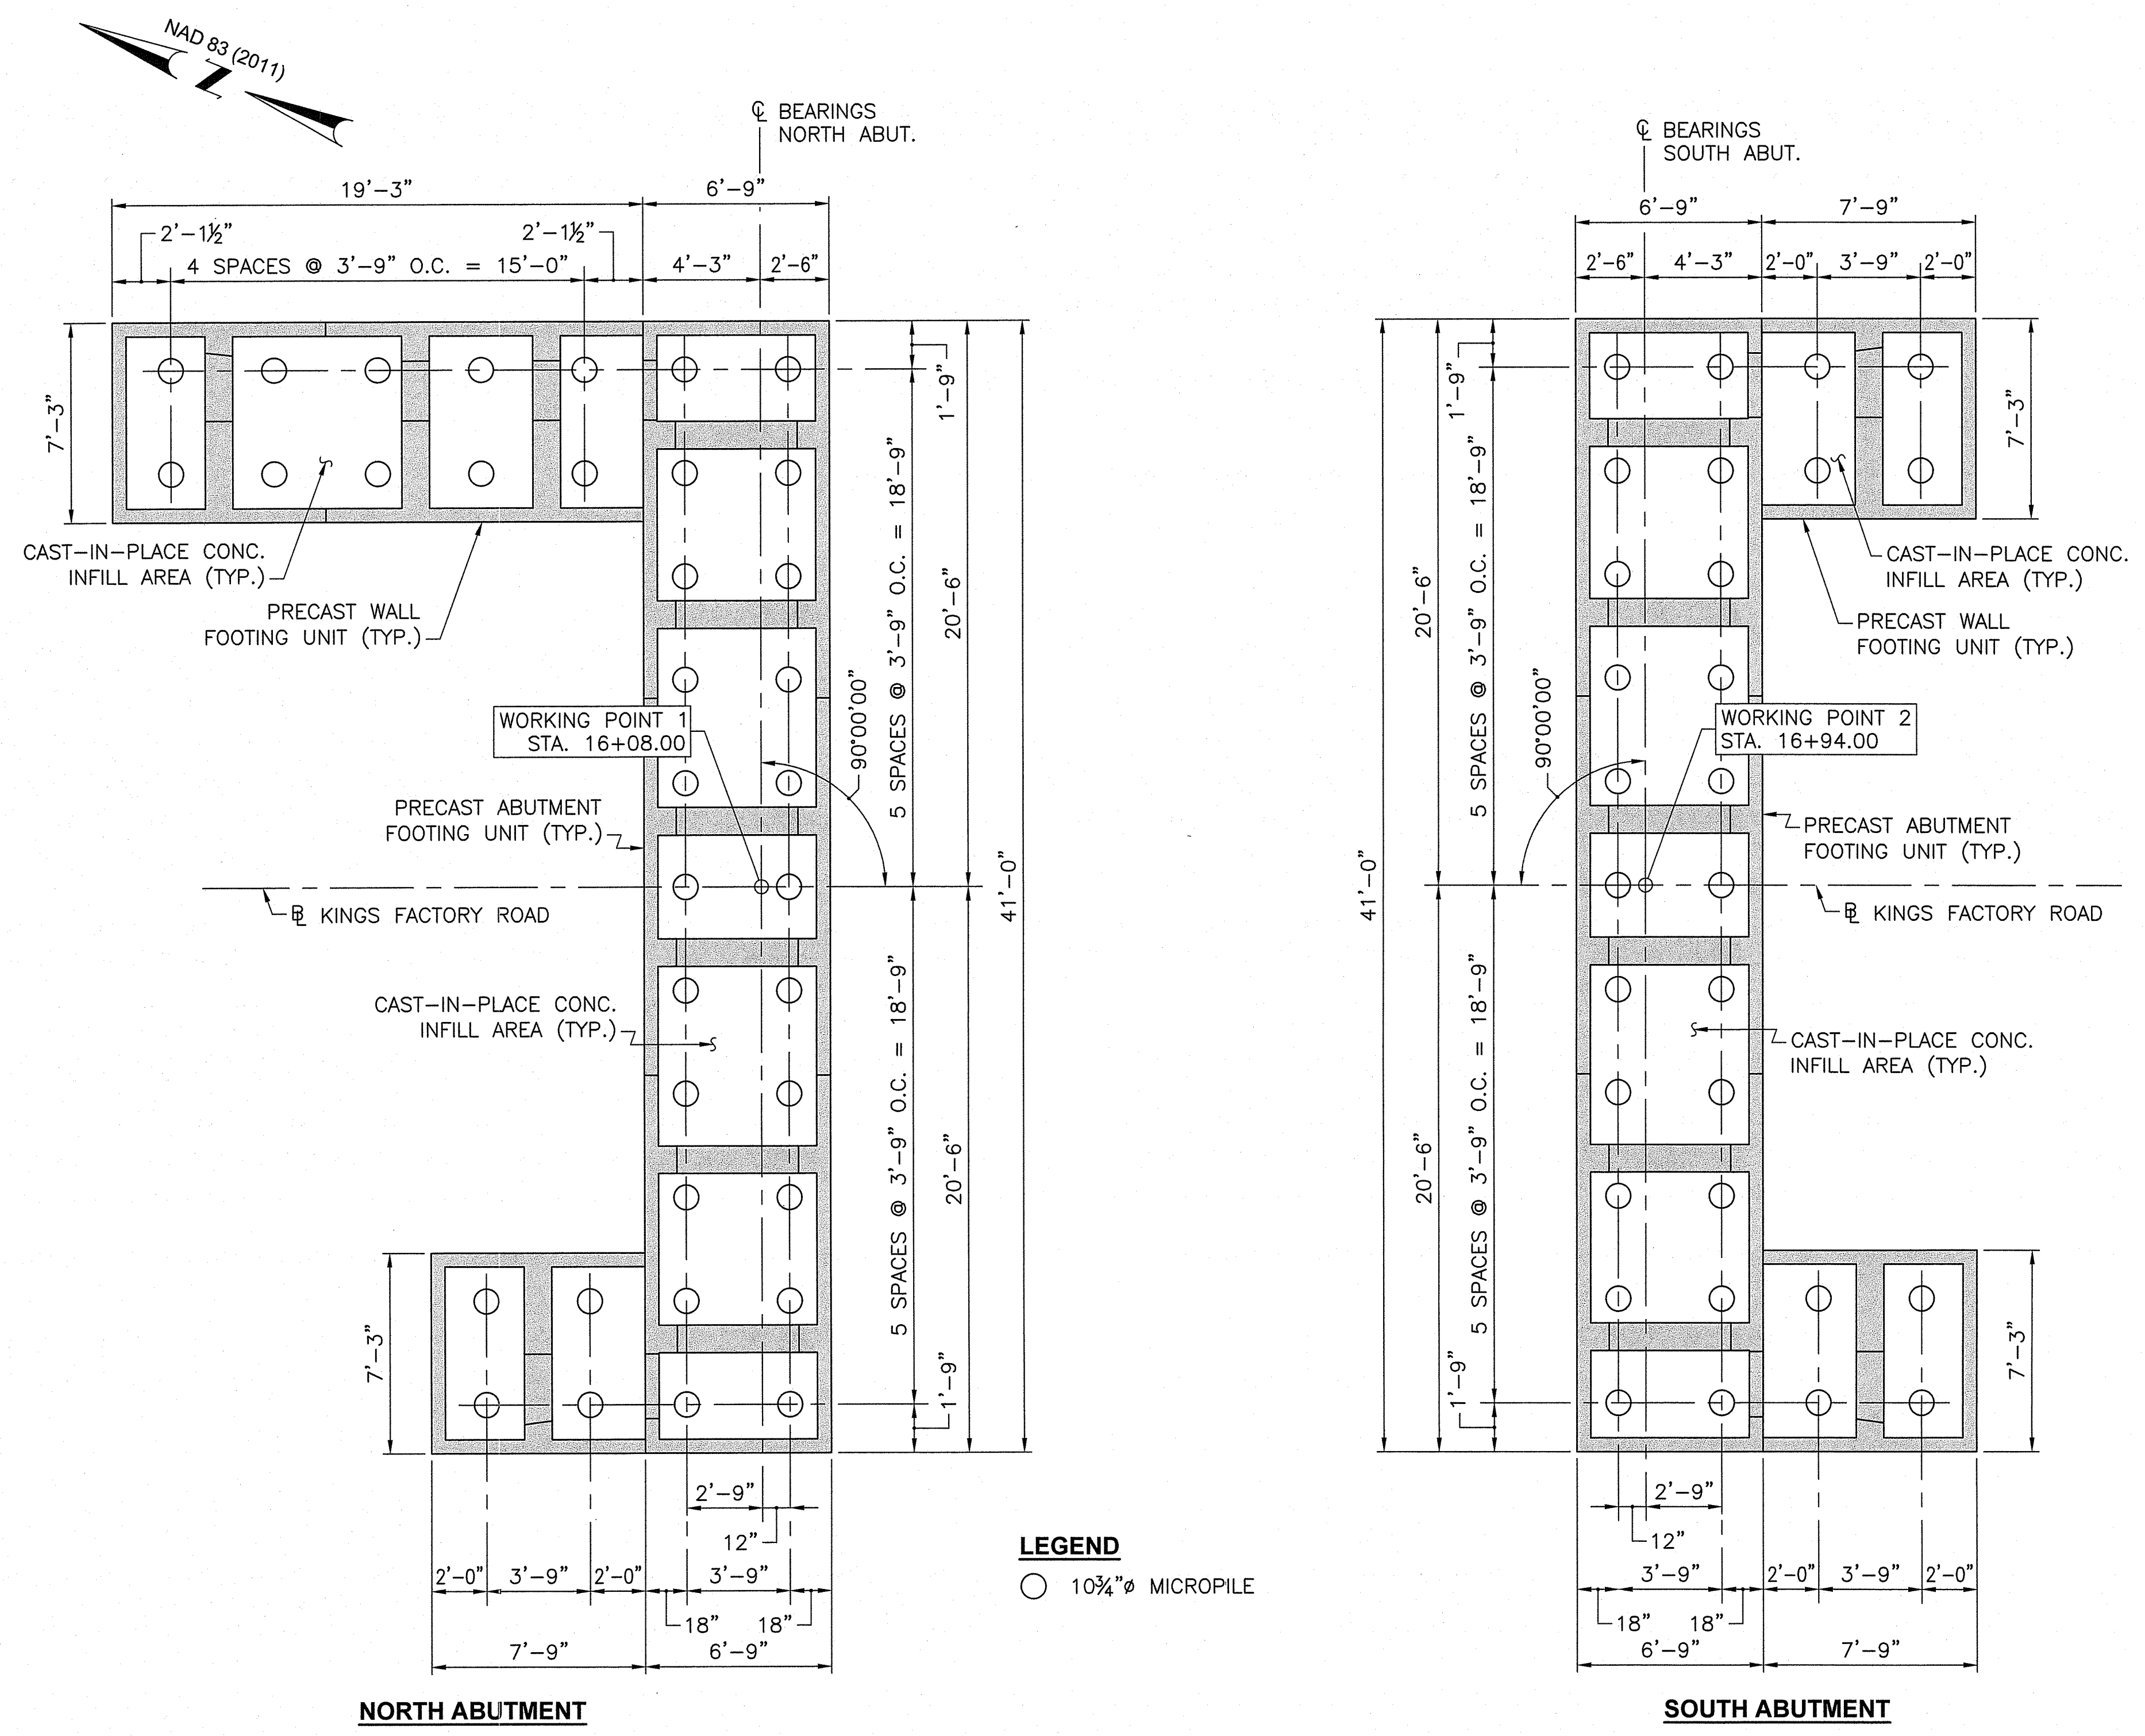 NAD 83 (2011)
℄ BEARINGS
NORTH ABUT.
19'-3"
6'-9"
2'-1½"
2'-1½"
4 SPACES @ 3'-9" O.C. = 15'-0"
4'-3"
2'-6"
7'-3"
1'-9"
5 SPACES @ 3'-9" O.C. = 18'-9"
20'-6"
41'-0"
CAST-IN-PLACE CONC.
INFILL AREA (TYP.)
PRECAST WALL
FOOTING UNIT (TYP.)
WORKING POINT 1
STA. 16+08.00
90°00'00"
PRECAST ABUTMENT
FOOTING UNIT (TYP.)
BL KINGS FACTORY ROAD
CAST-IN-PLACE CONC.
INFILL AREA (TYP.)
5 SPACES @ 3'-9" O.C. = 18'-9"
20'-6"
1'-9"
7'-3"
2'-9"
12"
2'-0"
3'-9"
2'-0"
3'-9"
18"
18"
7'-9"
6'-9"
NORTH ABUTMENT
LEGEND
10¾"ø MICROPILE
℄ BEARINGS
SOUTH ABUT.
6'-9"
7'-9"
2'-6"
4'-3"
2'-0"
3'-9"
2'-0"
1'-9"
5 SPACES @ 3'-9" O.C. = 18'-9"
20'-6"
41'-0"
7'-3"
CAST-IN-PLACE CONC.
INFILL AREA (TYP.)
PRECAST WALL
FOOTING UNIT (TYP.)
90°00'00"
WORKING POINT 2
STA. 16+94.00
PRECAST ABUTMENT
FOOTING UNIT (TYP.)
BL KINGS FACTORY ROAD
CAST-IN-PLACE CONC.
INFILL AREA (TYP.)
5 SPACES @ 3'-9" O.C. = 18'-9"
20'-6"
1'-9"
7'-3"
2'-9"
12"
3'-9"
2'-0"
3'-9"
2'-0"
18"
18"
6'-9"
7'-9"
SOUTH ABUTMENT